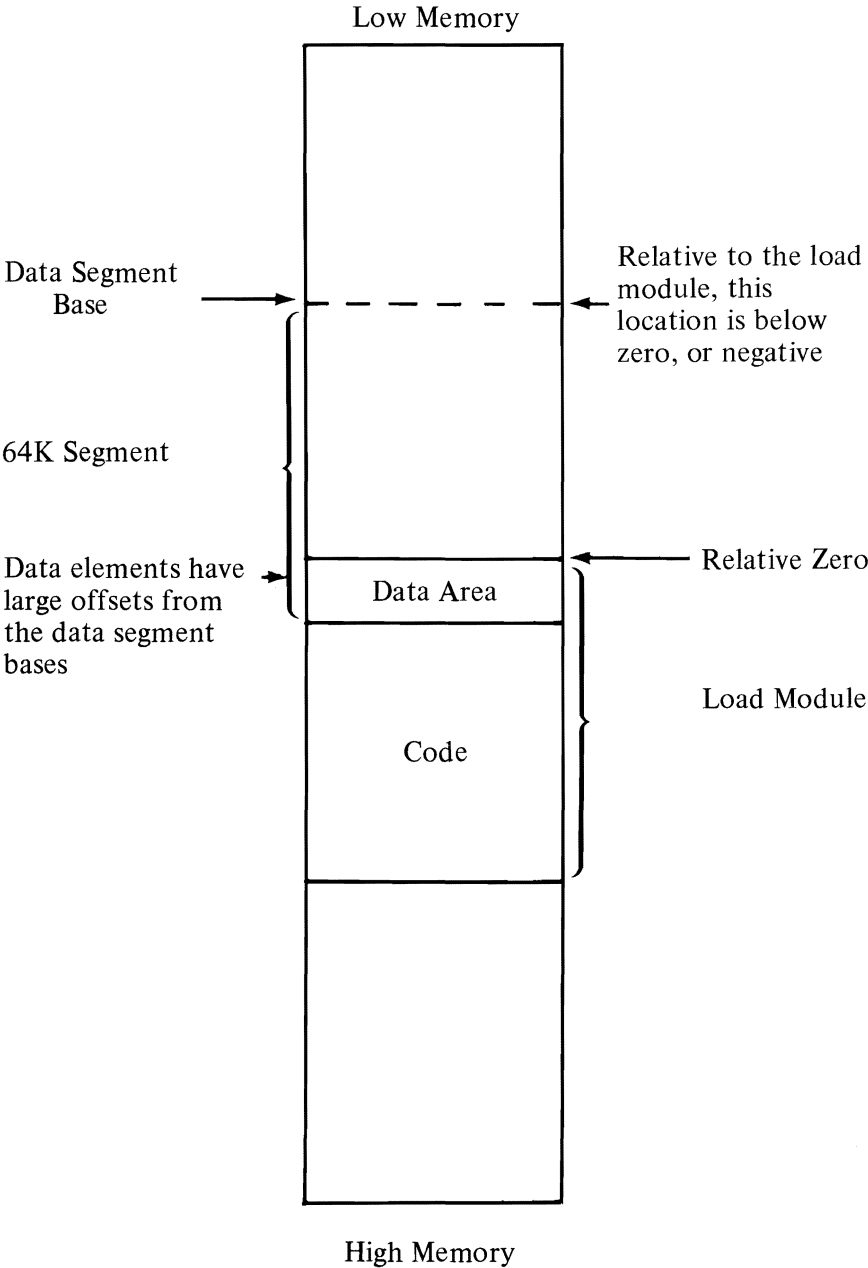 Low Memory
Data Segment
Base
Relative to the load
module, this
location is below
zero, or negative
64K Segment
Data elements have
large offsets from
the data segment
bases
Relative Zero
Data Area
Load Module
Code
High Memory